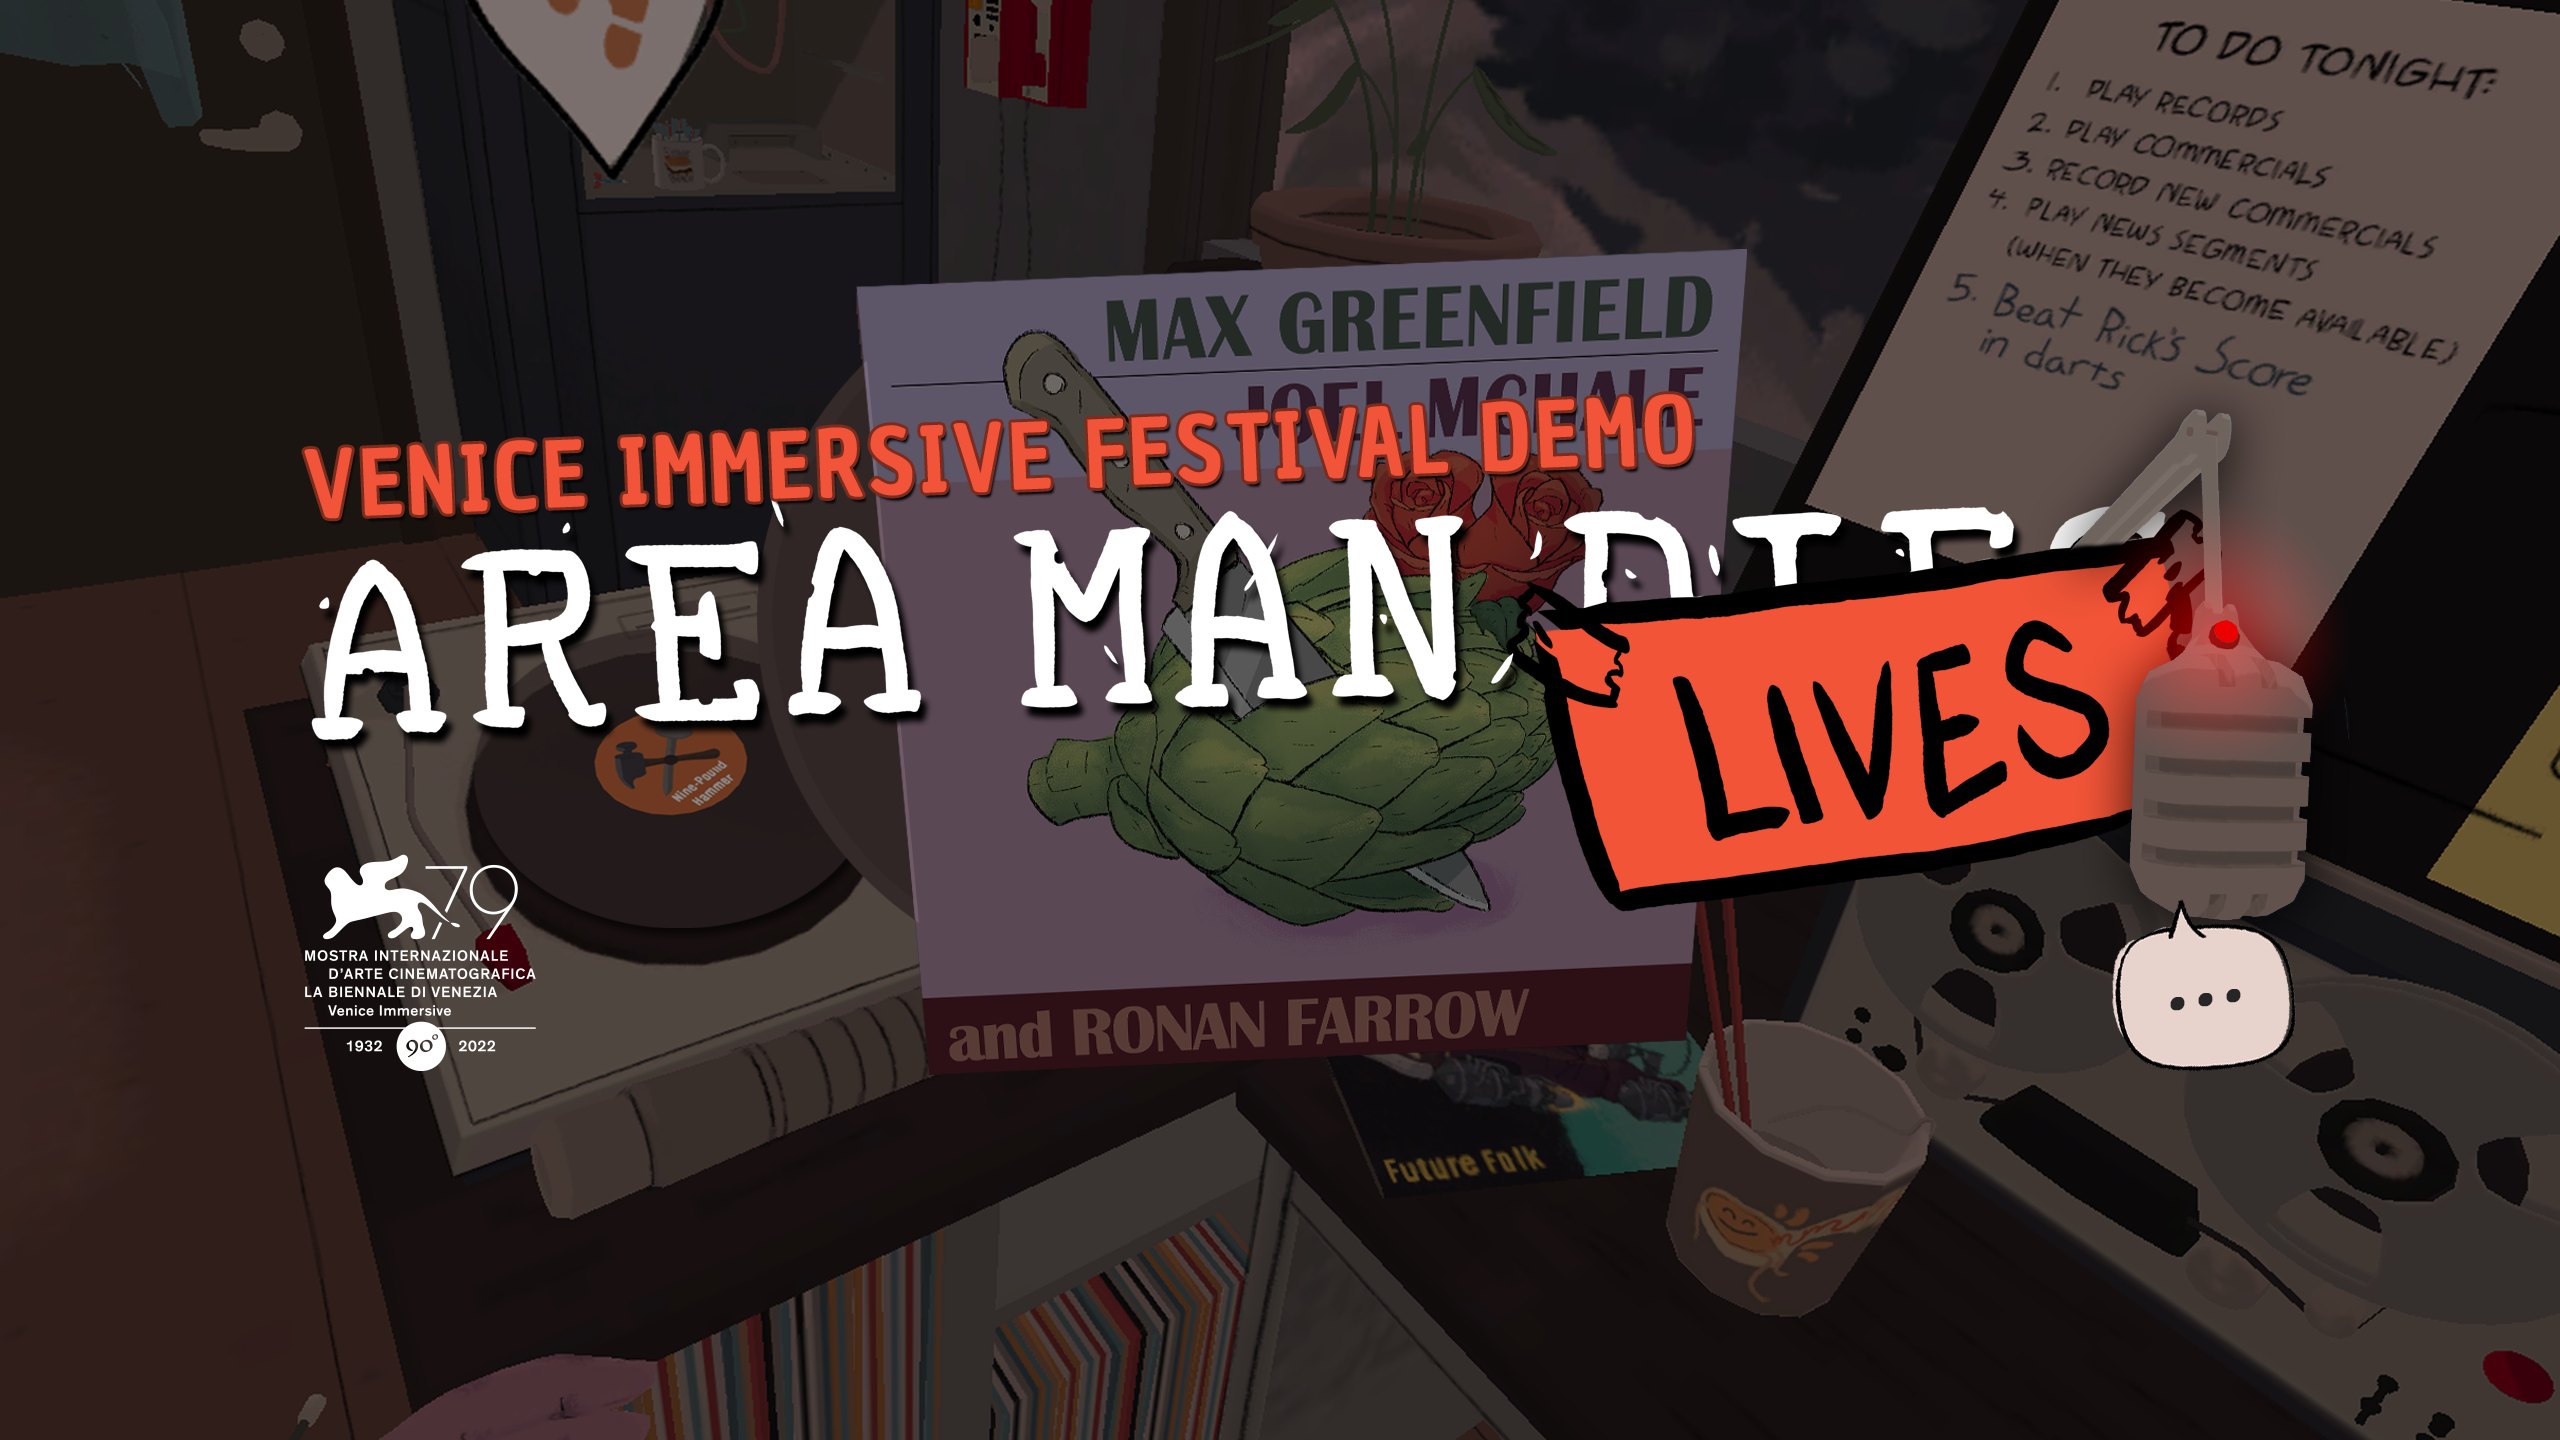 TO DO TONIGHT:
1. PLAY RECORDS
2. PLAY COMMERCIALS
3. RECORD NEW COMMERCIALS
4. PLAY NEWS SEGMENTS
(WHEN THEY BECOME AVAILABLE)
5. Beat Rick's Score
in darts
MAX GREENFIELD
JOEL MCHALE
VENICE IMMERSIVE FESTIVAL DEMO
AREA MAN DIES
LIVES
Nine-Pound
Hammer
79
MOSTRA INTERNAZIONALE
D'ARTE CINEMATOGRAFICA
LA BIENNALE DI VENEZIA
Venice Immersive
1932 90° 2022
and RONAN FARROW
...
Future Folk